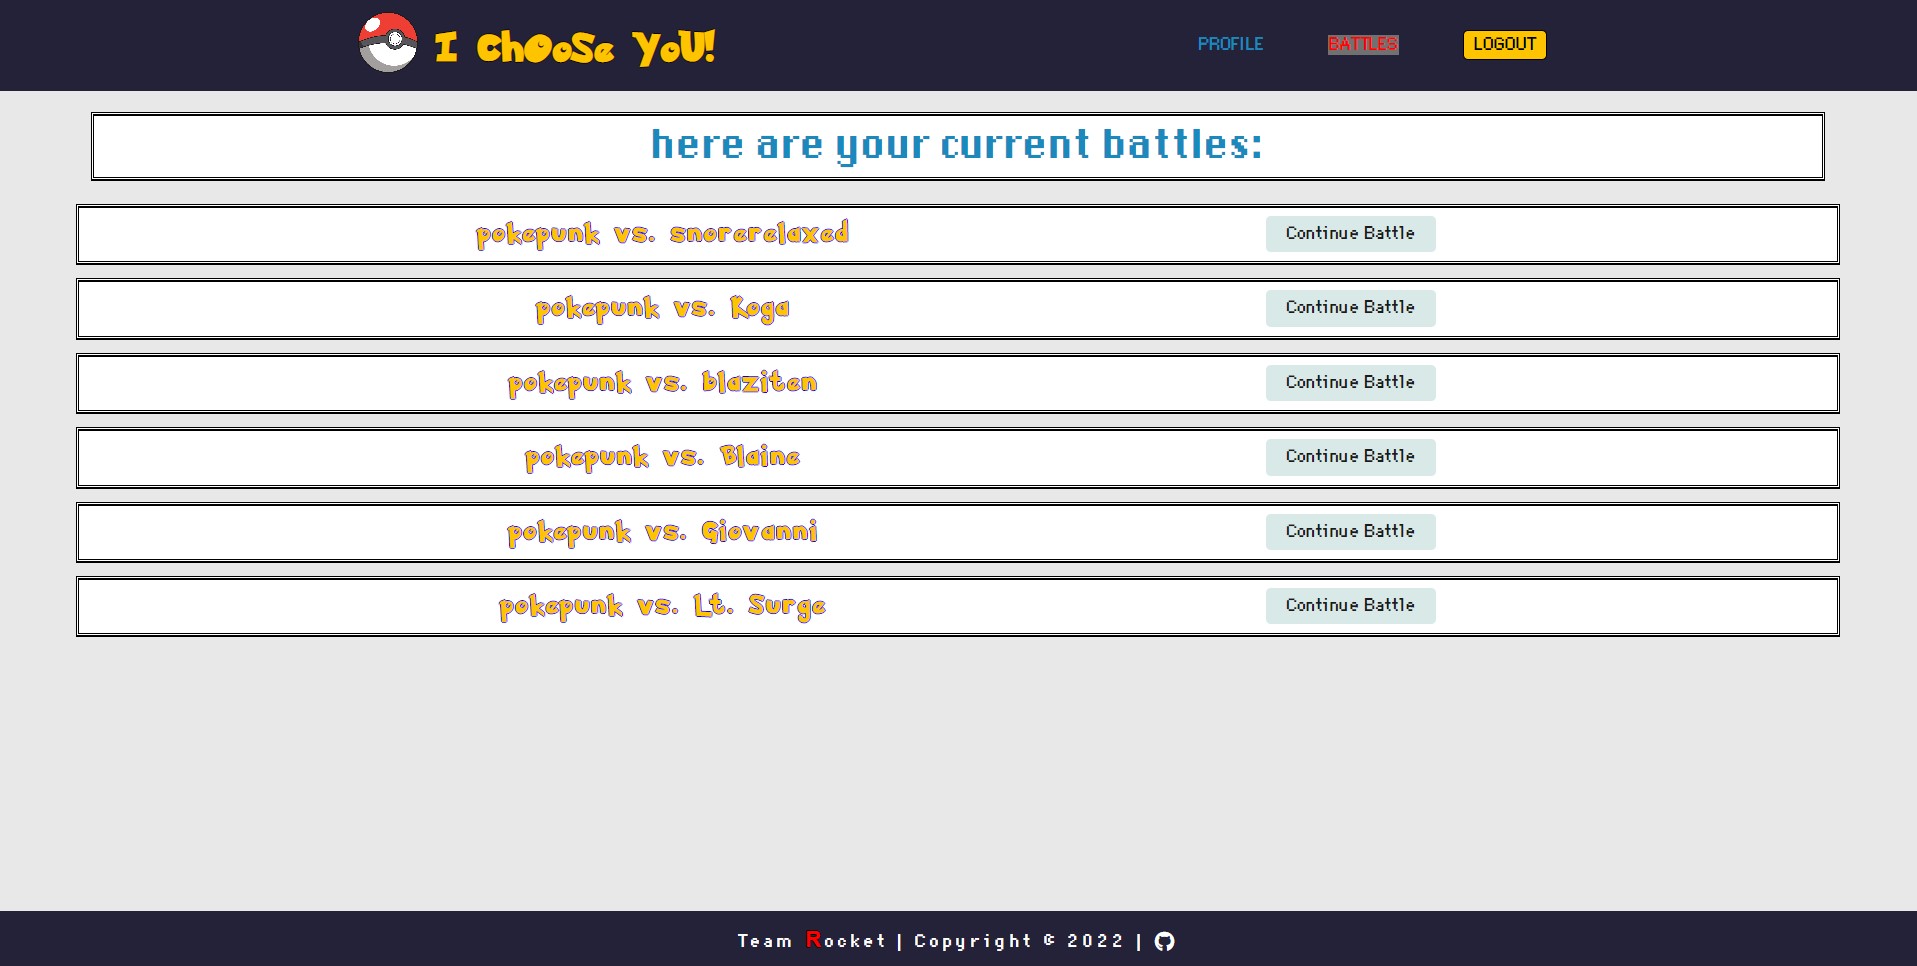 I ChOoSe YoU!
PROFILE
BATTLES
LOGOUT
here are your current battles:
pokepunk vs. snorerelaxed
Continue Battle
pokepunk vs. Koga
Continue Battle
pokepunk vs. blaziten
Continue Battle
pokepunk vs. Blaine
Continue Battle
pokepunk vs. Giovanni
Continue Battle
pokepunk vs. Lt. Surge
Continue Battle
Team Rocket | Copyright © 2022 |